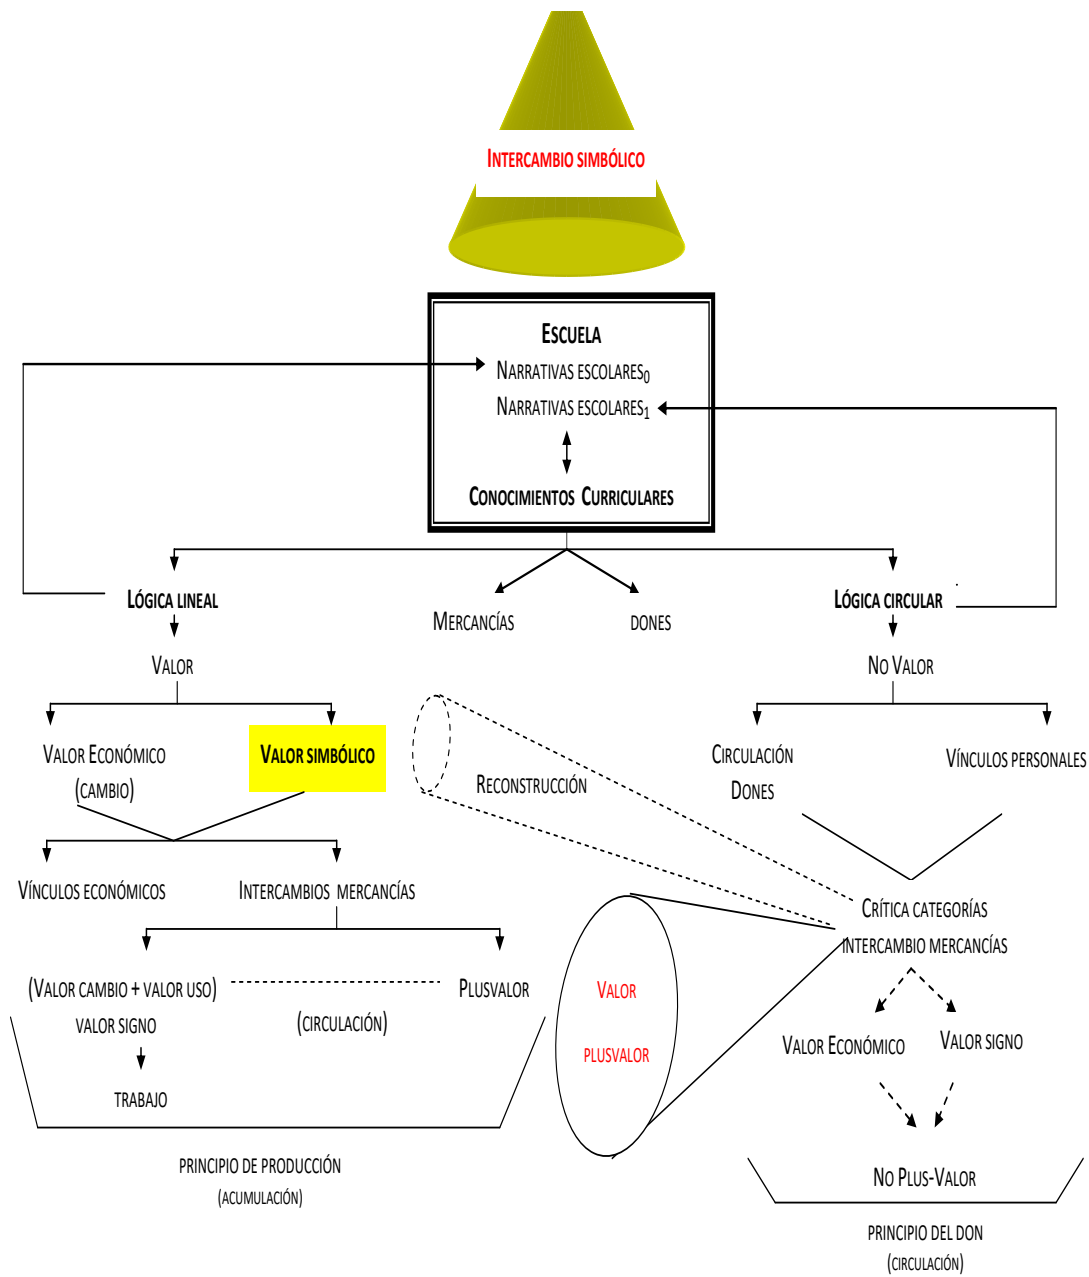 INTERCAMBIO SIMBÓLICO
ESCUELA
NARRATIVAS ESCOLARES0
NARRATIVAS ESCOLARES1
CONOCIMIENTOS CURRICULARES
LÓGICA LINEAL
MERCANCÍAS
DONES
LÓGICA CIRCULAR
VALOR
NO VALOR
VALOR ECONÓMICO
(CAMBIO)
VALOR SIMBÓLICO
RECONSTRUCCIÓN
CIRCULACIÓN
DONES
VÍNCULOS PERSONALES
VÍNCULOS ECONÓMICOS
INTERCAMBIOS MERCANCÍAS
CRÍTICA CATEGORÍAS
INTERCAMBIO MERCANCÍAS
(VALOR CAMBIO + VALOR USO)
VALOR SIGNO
(CIRCULACIÓN)
PLUSVALOR
VALOR
PLUSVALOR
VALOR ECONÓMICO
VALOR SIGNO
TRABAJO
PRINCIPIO DE PRODUCCIÓN
(ACUMULACIÓN)
NO PLUS-VALOR
PRINCIPIO DEL DON
(CIRCULACIÓN)